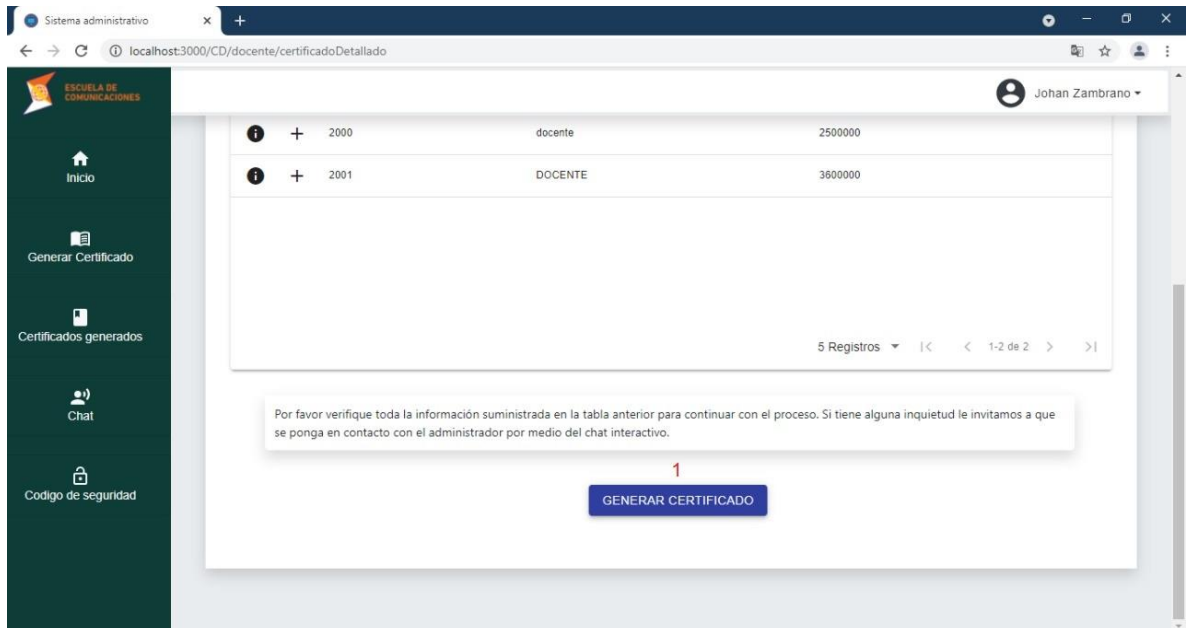 Sistema administrativo
localhost:3000/CD/docente/certificadoDetallado
ESCUELA DE
COMUNICACIONES
Johan Zambrano
2000 docente 2500000
2001 DOCENTE 3600000
Inicio
Generar Certificado
Certificados generados
Chat
Codigo de seguridad
5 Registros 1-2 de 2
Por favor verifique toda la información suministrada en la tabla anterior para continuar con el proceso. Si tiene alguna inquietud le invitamos a que
se ponga en contacto con el administrador por medio del chat interactivo.
1
GENERAR CERTIFICADO